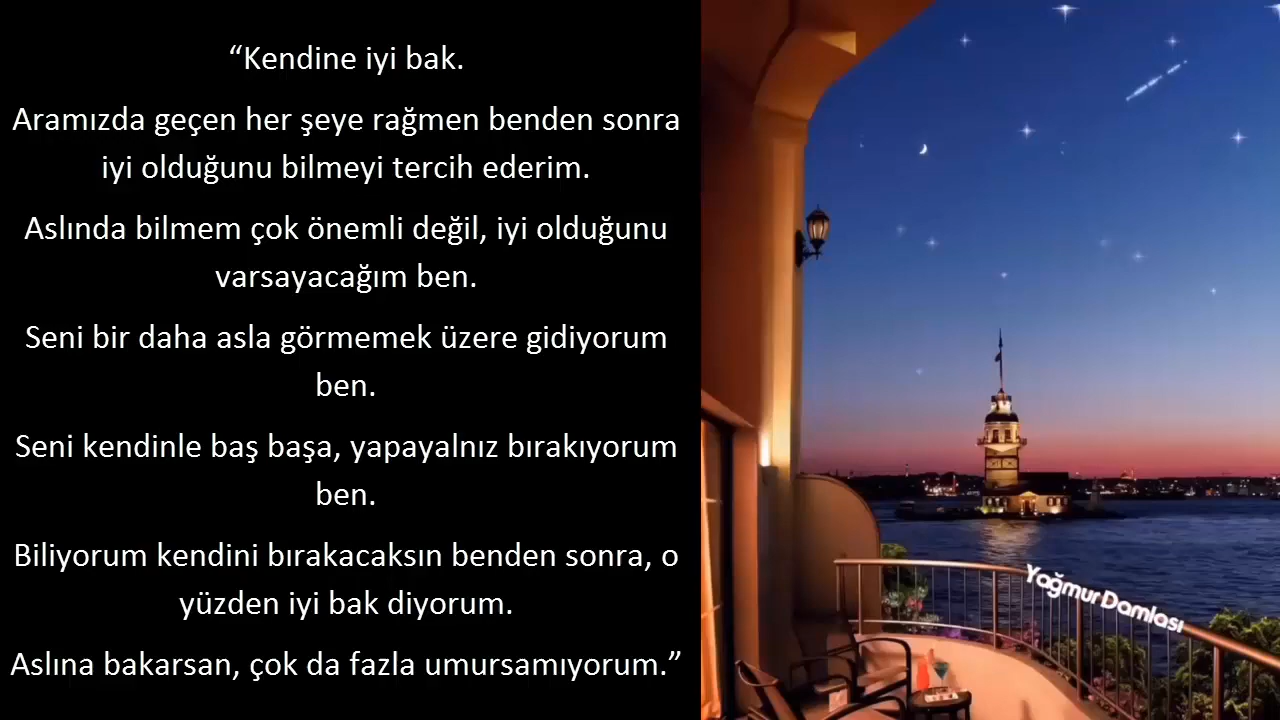 “Kendine iyi bak.
Aramızda geçen her şeye rağmen benden sonra
iyi olduğunu bilmeyi tercih ederim.
Aslında bilmem çok önemli değil, iyi olduğunu
varsayacağım ben.
Seni bir daha asla görmemek üzere gidiyorum
ben.
Seni kendinle baş başa, yapayalnız bırakıyorum
ben.
Biliyorum kendini bırakacaksın benden sonra, o
yüzden iyi bak diyorum.
Aslına bakarsan, çok da fazla umursamıyorum.”
YağmurDamlası